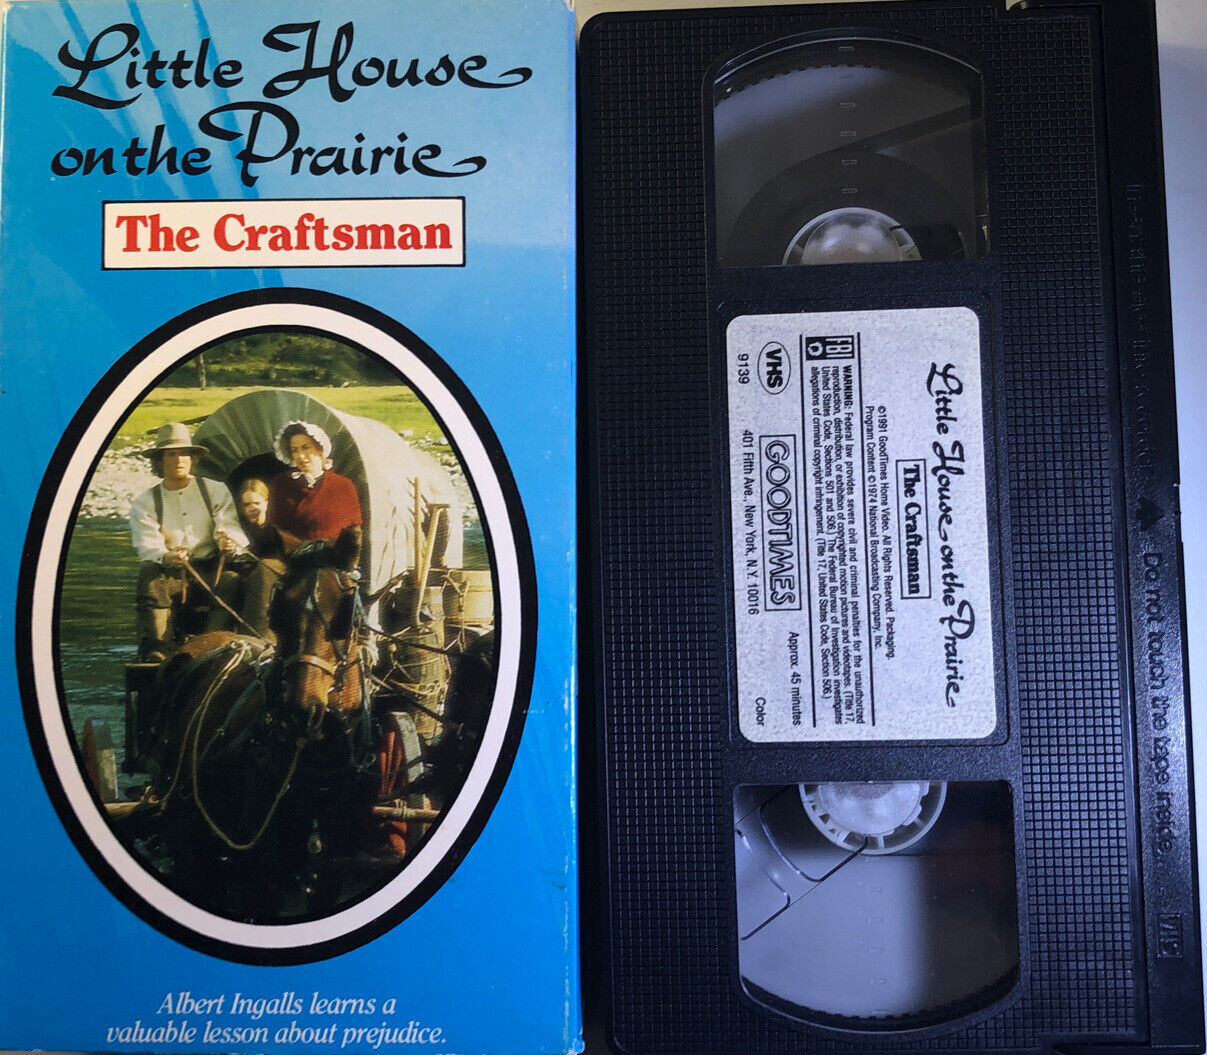 Little House
on the Prairie
The Craftsman
Albert Ingalls learns a
valuable lesson about prejudice.
Little House on the Prairie
The Craftsman
©1991 GoodTimes Home Video. All Rights Reserved. Packaging.
Program Content ©1974 National Broadcasting Company, Inc.
FBI
WARNING: Federal law provides severe civil and criminal penalties for the unauthorized
reproduction, distribution, or exhibition of copyrighted motion pictures and videotapes. (Title 17,
United States Code, Sections 501 and 506.) The Federal Bureau of Investigation investigates
allegations of criminal copyright infringement. (Title 17, United States Code, Section 506.)
VHS
9139
GOODTIMES
401 Fifth Ave., New York, N.Y. 10016
Approx. 45 minutes
Color
Do not touch the tape inside.
VHS